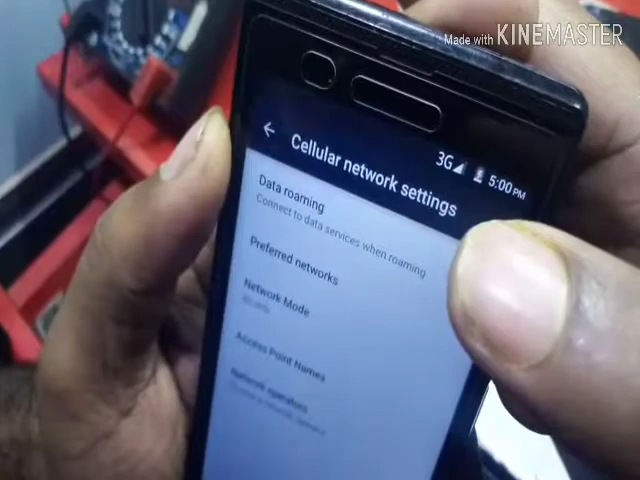 Made with KINEMASTER
3G 5:00 PM
Cellular network settings
Data roaming
Connect to data services when roaming
Preferred networks
Network Mode
Access Point Names
Network operators